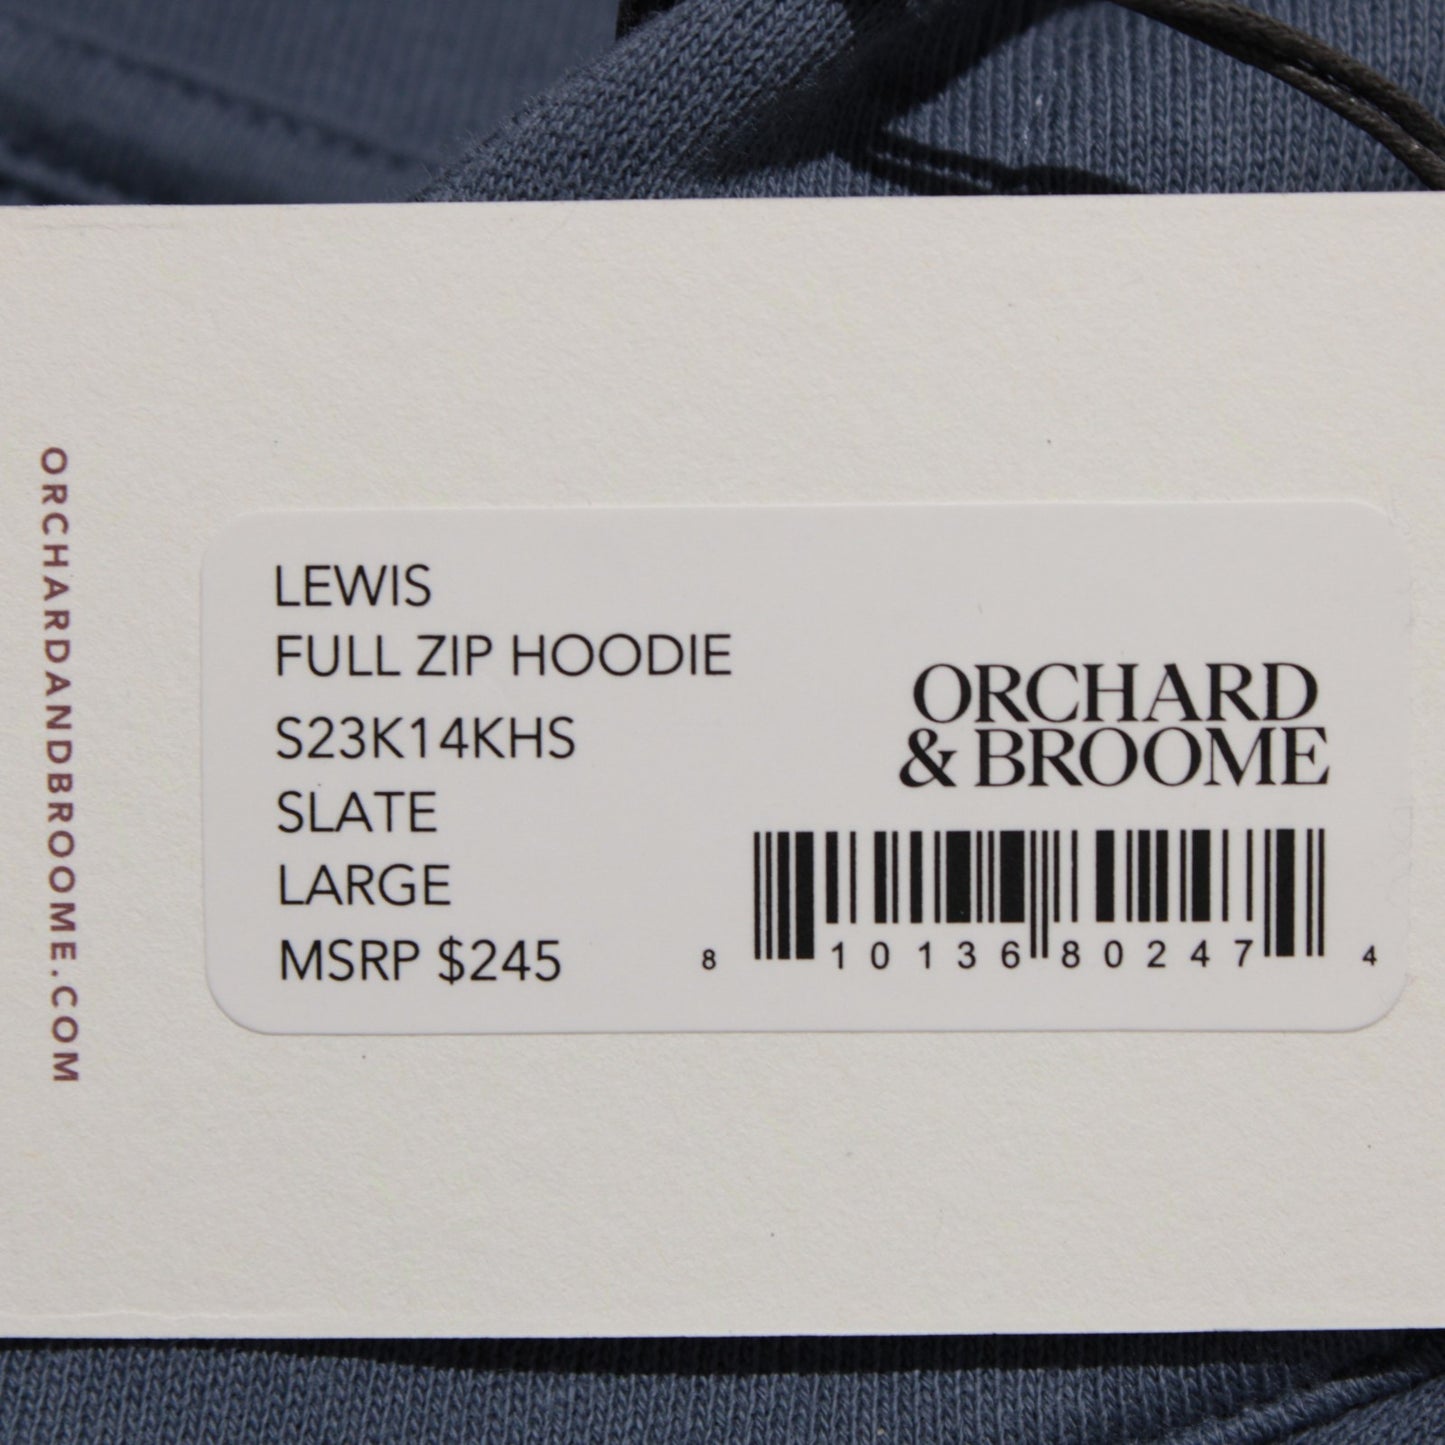 ORCHARDANDBROOME.COM
LEWIS
FULL ZIP HOODIE
S23K14KHS
SLATE
LARGE
MSRP $245
ORCHARD
& BROOME
8 10136 80247 4